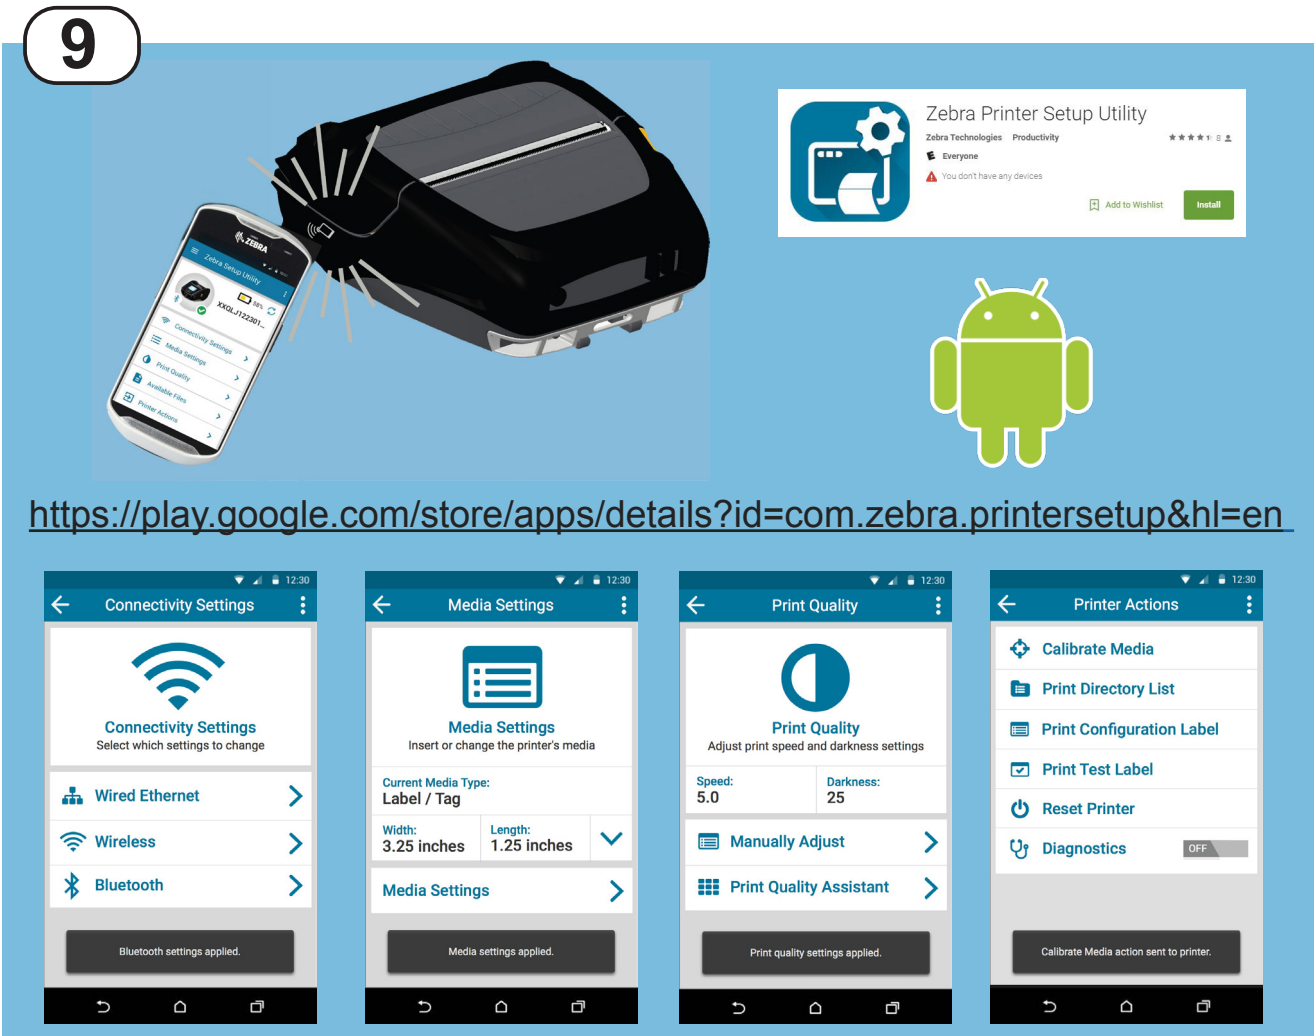 9
Zebra Printer Setup Utility
Zebra Technologies Productivity
8
Everyone
You don't have any devices
Add to Wishlist
Install
ZEBRA
Zebra Setup Utility
58%
XXQLJ122301...
Connectivity Settings
Media Settings
Print Quality
Available Files
Printer Actions
https://play.google.com/store/apps/details?id=com.zebra.printersetup&hl=en
12:30
Connectivity Settings
Connectivity Settings
Select which settings to change
Wired Ethernet
Wireless
Bluetooth
Bluetooth settings applied.
12:30
Media Settings
Media Settings
Insert or change the printer's media
Current Media Type:
Label / Tag
Width: Length:
3.25 inches 1.25 inches
Media Settings
Media settings applied.
12:30
Print Quality
Print Quality
Adjust print speed and darkness settings
Speed: Darkness:
5.0 25
Manually Adjust
Print Quality Assistant
Print quality settings applied.
12:30
Printer Actions
Calibrate Media
Print Directory List
Print Configuration Label
Print Test Label
Reset Printer
Diagnostics OFF
Calibrate Media action sent to printer.